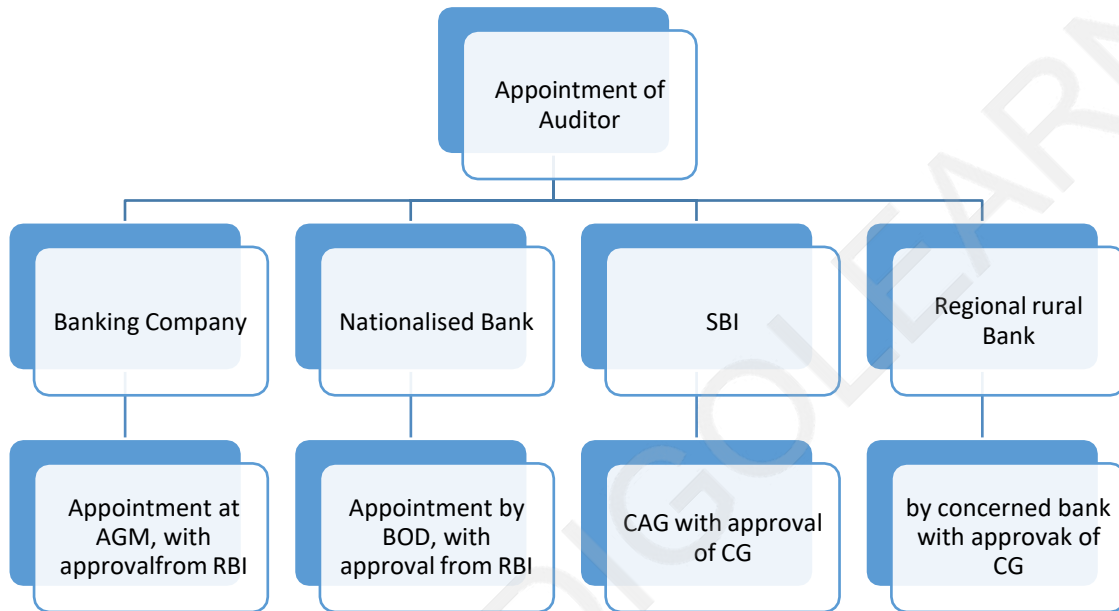 Appointment of
Auditor
Banking Company
Nationalised Bank
SBI
Regional rural
Bank
Appointment at
AGM, with
approvalfrom RBI
Appointment by
BOD, with
approval from RBI
CAG with approval
of CG
by concerned bank
with approvak of
CG